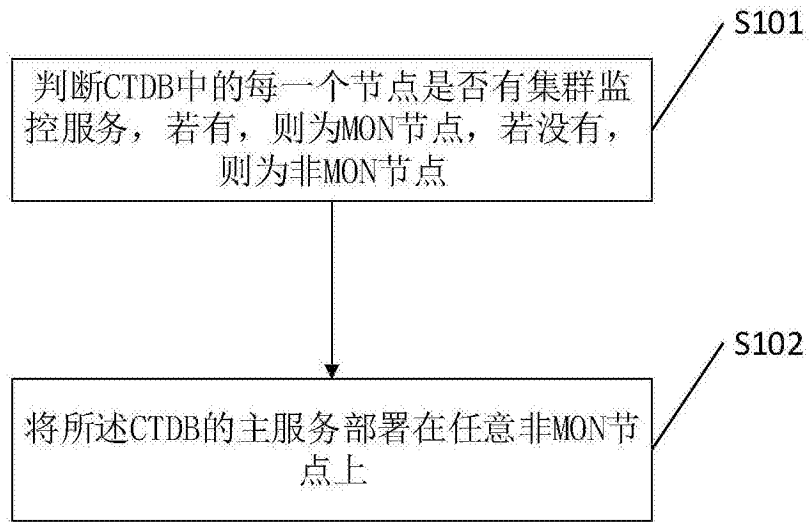 S101
判断CTDB中的每一个节点是否有集群监
控服务，若有，则为MON节点，若没有，
则为非MON节点
S102
将所述CTDB的主服务部署在任意非MON节
点上